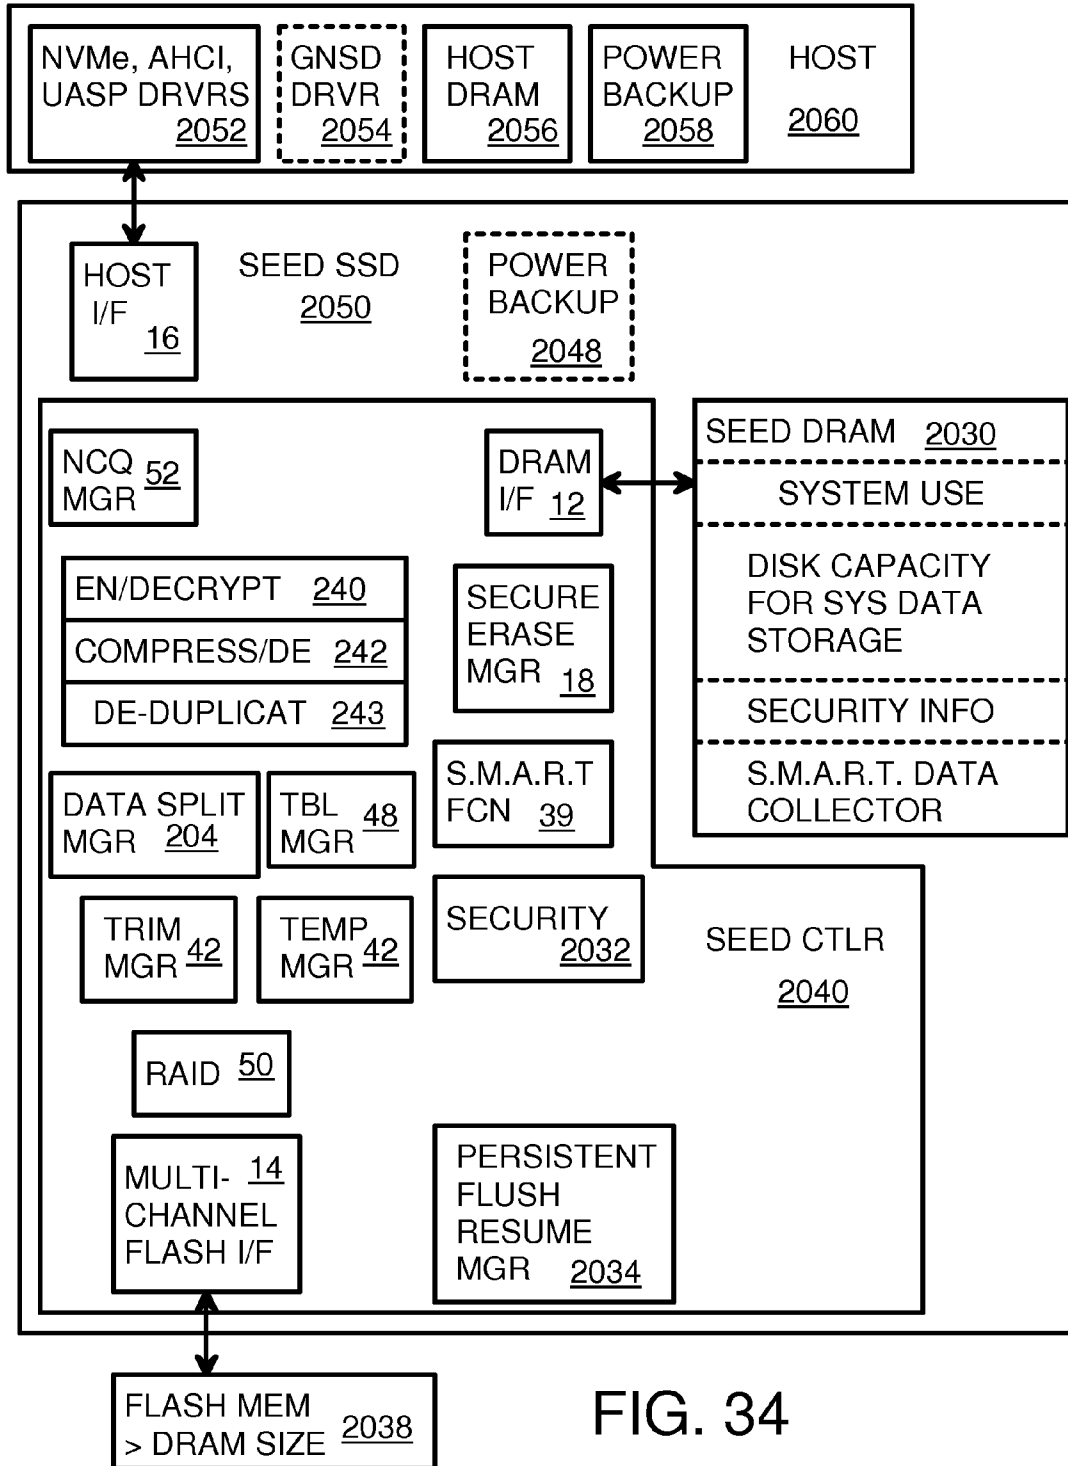 NVMe, AHCI,
UASP DRVRS
2052
GNSD
DRVR
2054
HOST
DRAM
2056
POWER
BACKUP
2058
HOST
2060
HOST
I/F
16
SEED SSD
2050
POWER
BACKUP
2048
NCQ 52
MGR
DRAM
I/F 12
SEED DRAM 2030
SYSTEM USE
DISK CAPACITY
FOR SYS DATA
STORAGE
SECURITY INFO
S.M.A.R.T. DATA
COLLECTOR
EN/DECRYPT 240
COMPRESS/DE 242
DE-DUPLICAT 243
SECURE
ERASE
MGR 18
DATA SPLIT
MGR 204
TBL 48
MGR
S.M.A.R.T
FCN 39
TRIM 42
MGR
TEMP 42
MGR
SECURITY
2032
SEED CTLR
2040
RAID 50
MULTI- 14
CHANNEL
FLASH I/F
PERSISTENT
FLUSH
RESUME
MGR 2034
FLASH MEM
> DRAM SIZE 2038
FIG. 34